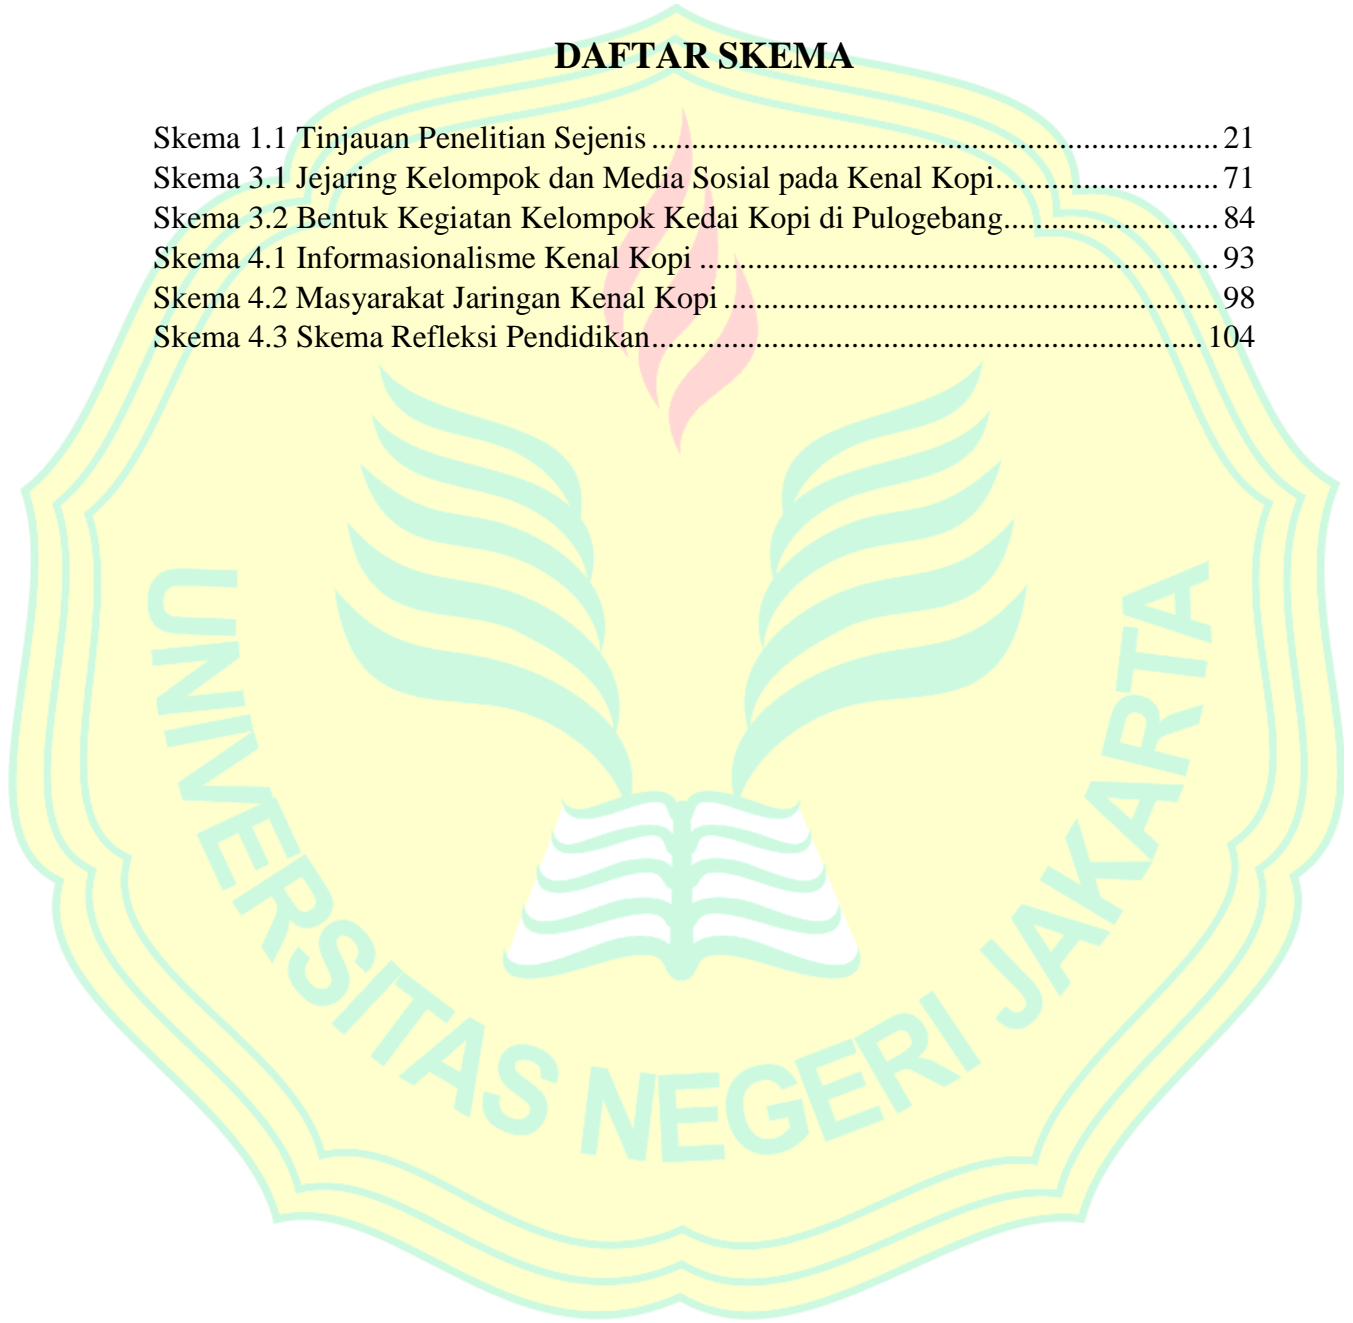 DAFTAR SKEMA
Skema 1.1 Tinjauan Penelitian Sejenis ........................................................................ 21
Skema 3.1 Jejaring Kelompok dan Media Sosial pada Kenal Kopi............................ 71
Skema 3.2 Bentuk Kegiatan Kelompok Kedai Kopi di Pulogebang........................... 84
Skema 4.1 Informasionalisme Kenal Kopi .................................................................. 93
Skema 4.2 Masyarakat Jaringan Kenal Kopi ............................................................... 98
Skema 4.3 Skema Refleksi Pendidikan...................................................................... 104
UNIVERSITAS NEGERI JAKARTA